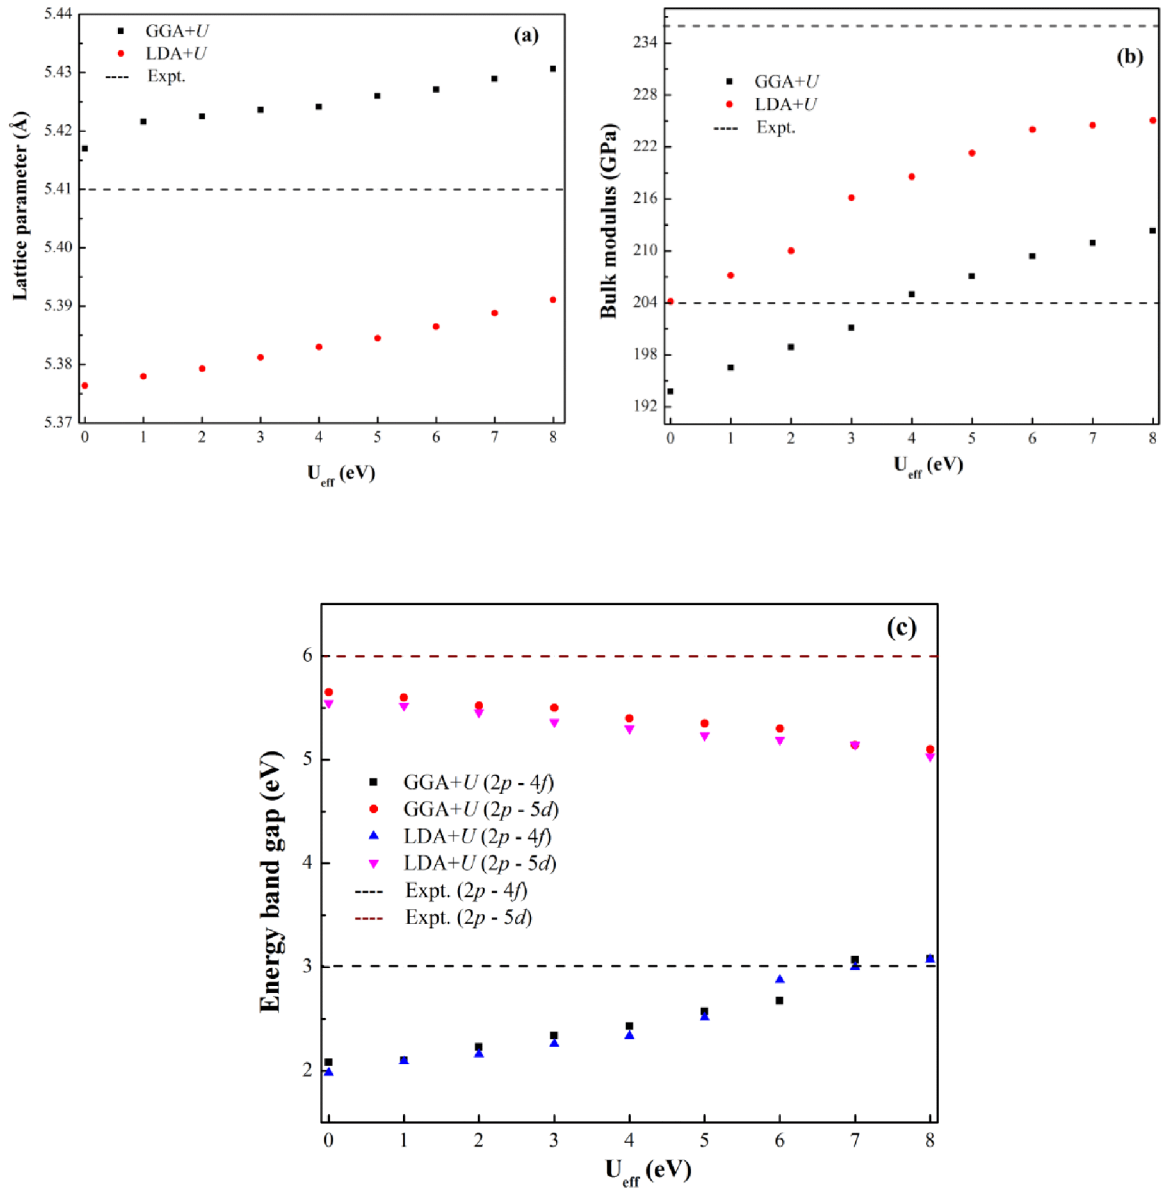 (a)
GGA+U
LDA+U
Expt.
Lattice parameter (Å)
5.44
5.43
5.42
5.41
5.40
5.39
5.38
5.37
0 1 2 3 4 5 6 7 8
U_eff (eV)
(b)
GGA+U
LDA+U
Expt.
Bulk modulus (GPa)
234
228
222
216
210
204
198
192
0 1 2 3 4 5 6 7 8
U_eff (eV)
(c)
Energy band gap (eV)
6
5
4
3
2
GGA+U (2p - 4f)
GGA+U (2p - 5d)
LDA+U (2p - 4f)
LDA+U (2p - 5d)
Expt. (2p - 4f)
Expt. (2p - 5d)
0 1 2 3 4 5 6 7 8
U_eff (eV)